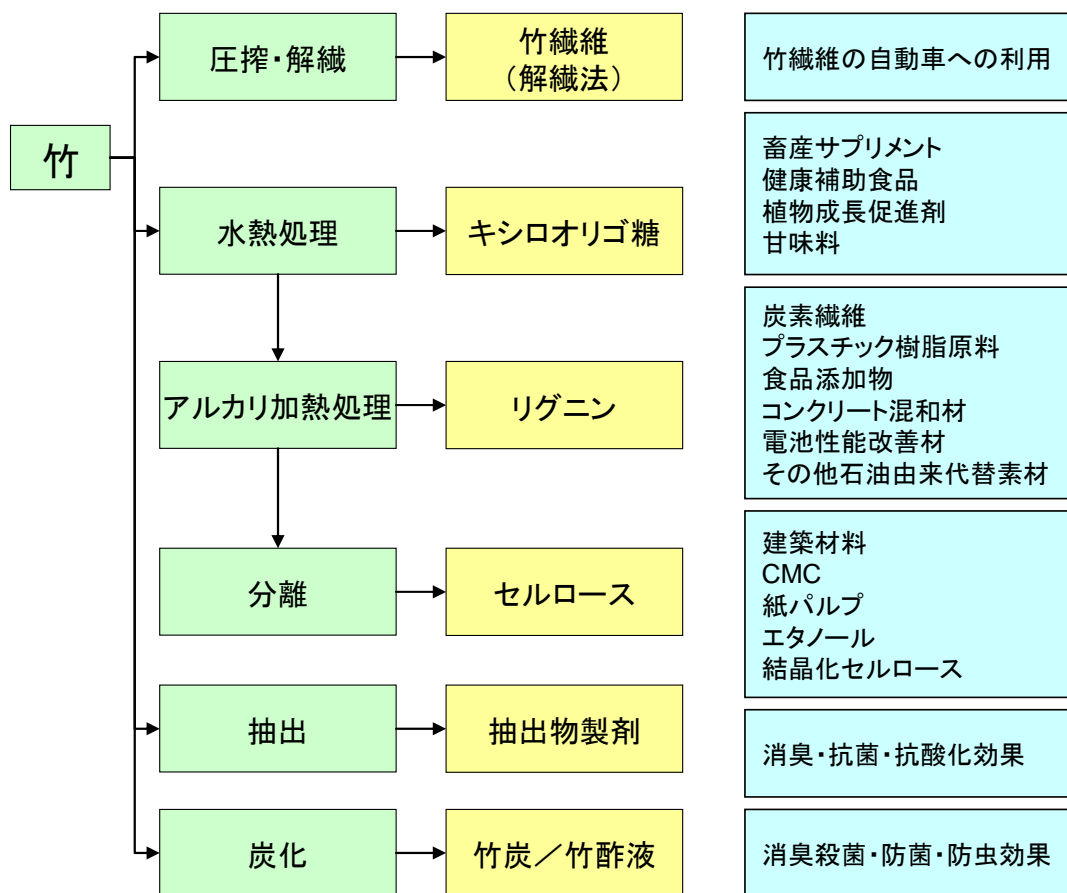 竹
圧搾・解繊
竹繊維
（解繊法）
竹繊維の自動車への利用
水熱処理
キシロオリゴ糖
畜産サプリメント
健康補助食品
植物成長促進剤
甘味料
アルカリ加熱処理
リグニン
炭素繊維
プラスチック樹脂原料
食品添加物
コンクリート混和材
電池性能改善材
その他石油由来代替素材
分離
セルロース
建築材料
CMC
紙パルプ
エタノール
結晶化セルロース
抽出
抽出物製剤
消臭・抗菌・抗酸化効果
炭化
竹炭／竹酢液
消臭殺菌・防菌・防虫効果